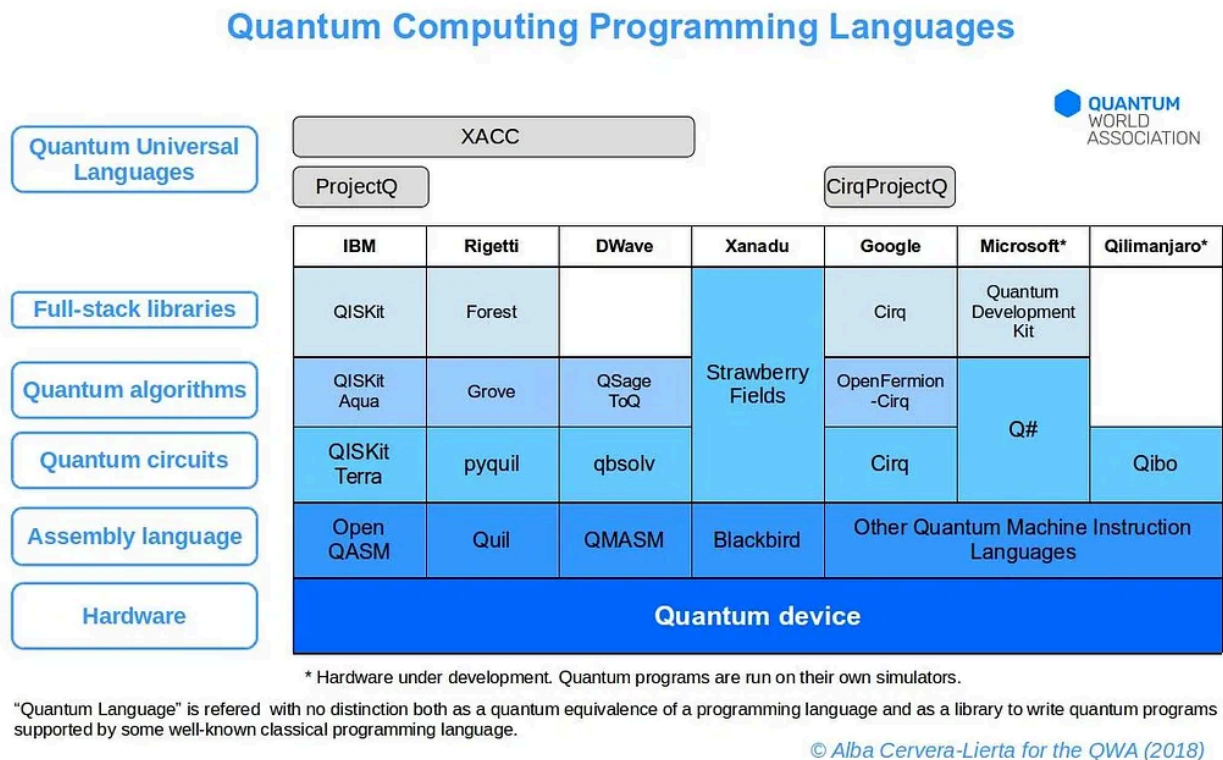 Quantum Computing Programming Languages
QUANTUM
WORLD
ASSOCIATION
Quantum Universal
Languages
XACC
ProjectQ
CirqProjectQ
IBM
Rigetti
DWave
Xanadu
Google
Microsoft*
Qilimanjaro*
Full-stack libraries
QISKit
Forest
Cirq
Quantum
Development
Kit
Strawberry
Fields
Quantum algorithms
QISKit
Aqua
Grove
QSage
ToQ
OpenFermion
-Cirq
Q#
Quantum circuits
QISKit
Terra
pyquil
qbsolv
Cirq
Qibo
Assembly language
Open
QASM
Quil
QMASM
Blackbird
Other Quantum Machine Instruction
Languages
Hardware
Quantum device
* Hardware under development. Quantum programs are run on their own simulators.
“Quantum Language” is refered with no distinction both as a quantum equivalence of a programming language and as a library to write quantum programs
supported by some well-known classical programming language.
© Alba Cervera-Lierta for the QWA (2018)